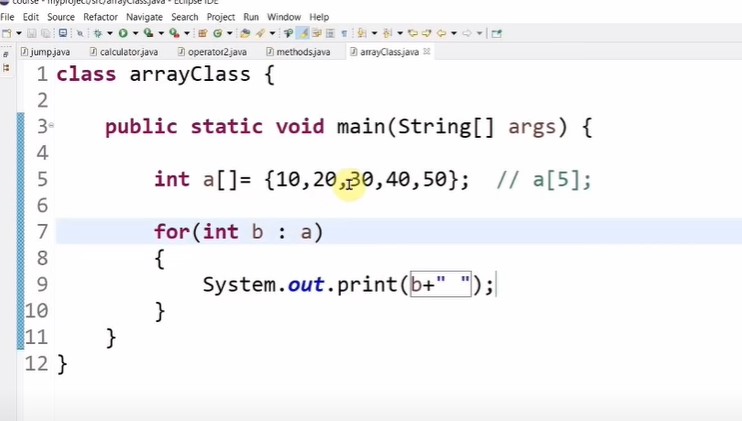 course - myproject/src/arrayClass.java - Eclipse IDE
File Edit Source Refactor Navigate Search Project Run Window Help
jump.java calculator.java operator2.java methods.java arrayClass.java
1 class arrayClass {
2
3 public static void main(String[] args) {
4
5 int a[]= {10,20,30,40,50}; // a[5];
6
7 for(int b : a)
8 {
9 System.out.print(b+" ");
10 }
11 }
12 }